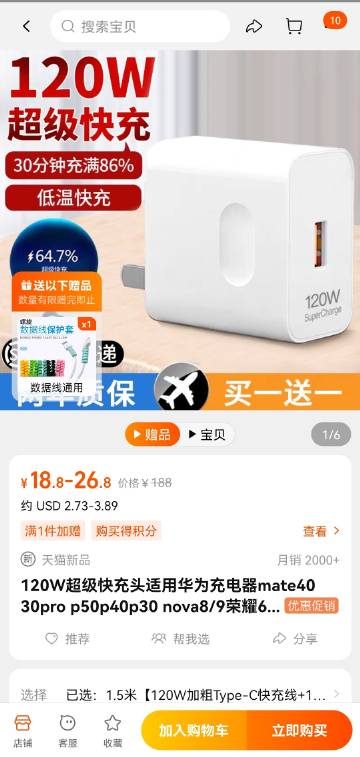 搜索宝贝
10
120W
超级快充
30分钟充满86%
低温快充
64.7%
超级快充
送以下赠品
数量有限赠完即止
螺旋
数据线保护套
x1
数据线通用
120W
SuperCharge
两年质保
买一送一
赠品
宝贝
1/6
¥18.8-26.8 价格¥188
约 USD 2.73-3.89
满1件加赠 购买得积分 查看
新 天猫新品 月销 2000+
120W超级快充头适用华为充电器mate40
30pro p50p40p30 nova8/9荣耀6... 优惠促销
推荐 帮我选 分享
选择 已选：1.5米【120W加粗Type-C快充线+1...
店铺 客服 收藏 加入购物车 立即购买